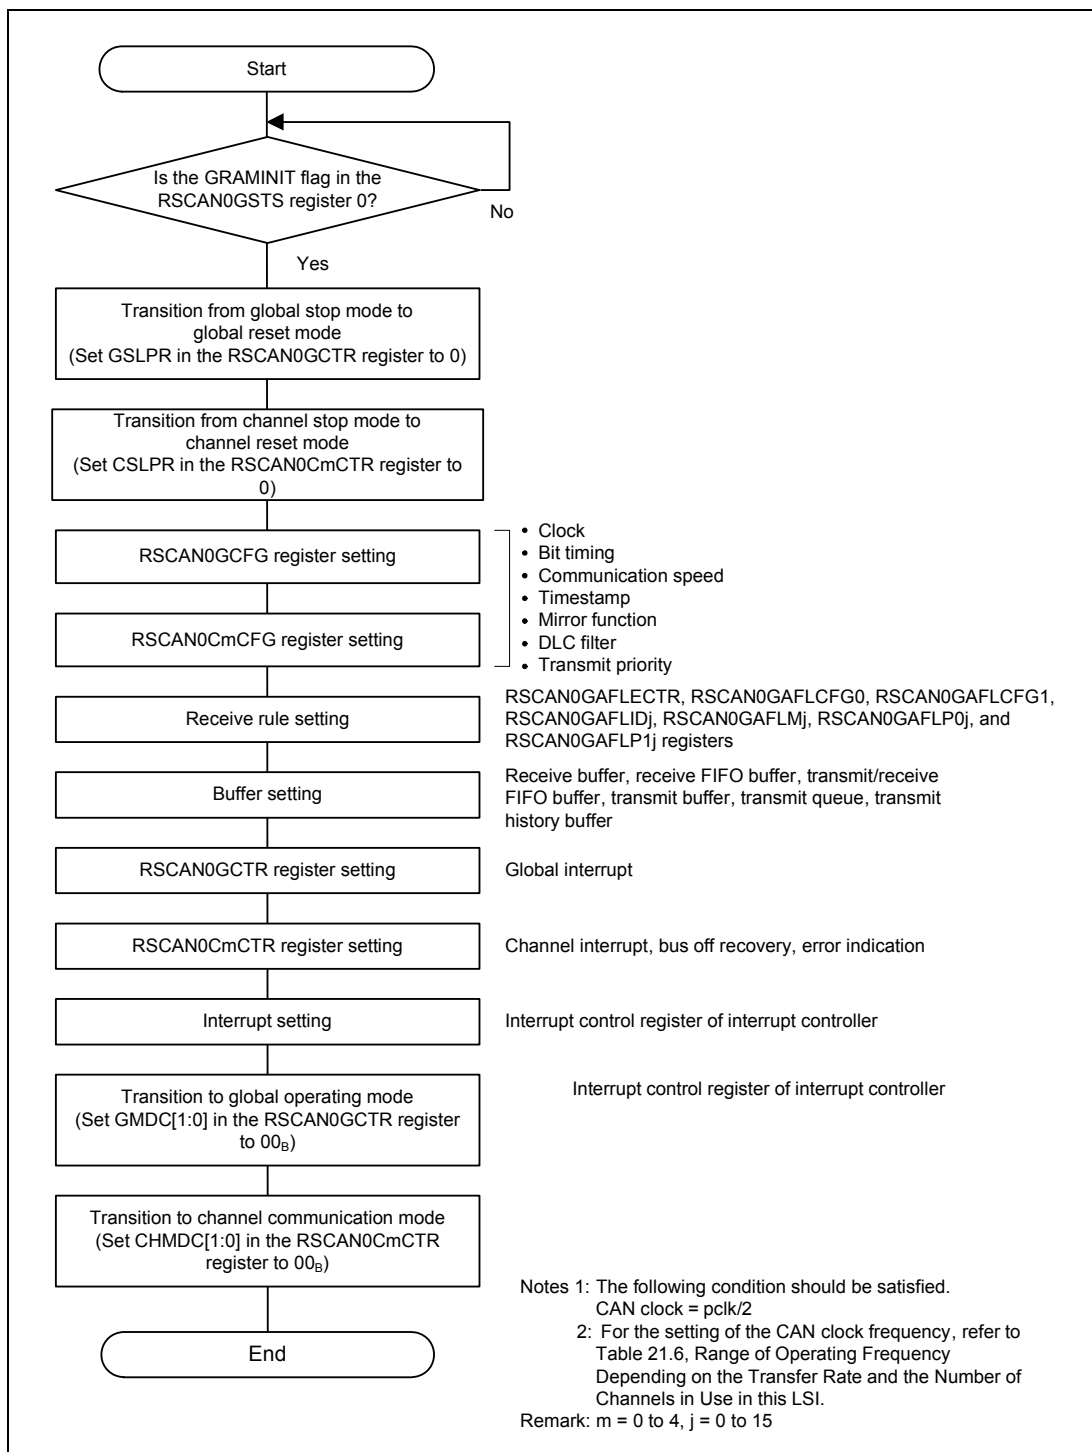 Start
Is the GRAMINIT flag in the
RSCAN0GSTS register 0?
No
Yes
Transition from global stop mode to
global reset mode
(Set GSLPR in the RSCAN0GCTR register to 0)
Transition from channel stop mode to
channel reset mode
(Set CSLPR in the RSCAN0CmCTR register to
0)
RSCAN0GCFG register setting
RSCAN0CmCFG register setting
• Clock
• Bit timing
• Communication speed
• Timestamp
• Mirror function
• DLC filter
• Transmit priority
Receive rule setting
RSCAN0GAFLECTR, RSCAN0GAFLCFG0, RSCAN0GAFLCFG1,
RSCAN0GAFLIDj, RSCAN0GAFLMj, RSCAN0GAFLP0j, and
RSCAN0GAFLP1j registers
Buffer setting
Receive buffer, receive FIFO buffer, transmit/receive
FIFO buffer, transmit buffer, transmit queue, transmit
history buffer
RSCAN0GCTR register setting
Global interrupt
RSCAN0CmCTR register setting
Channel interrupt, bus off recovery, error indication
Interrupt setting
Interrupt control register of interrupt controller
Transition to global operating mode
(Set GMDC[1:0] in the RSCAN0GCTR register
to 00B)
Interrupt control register of interrupt controller
Transition to channel communication mode
(Set CHMDC[1:0] in the RSCAN0CmCTR
register to 00B)
End
Notes 1: The following condition should be satisfied.
CAN clock = pclk/2
2: For the setting of the CAN clock frequency, refer to
Table 21.6, Range of Operating Frequency
Depending on the Transfer Rate and the Number of
Channels in Use in this LSI.
Remark: m = 0 to 4, j = 0 to 15